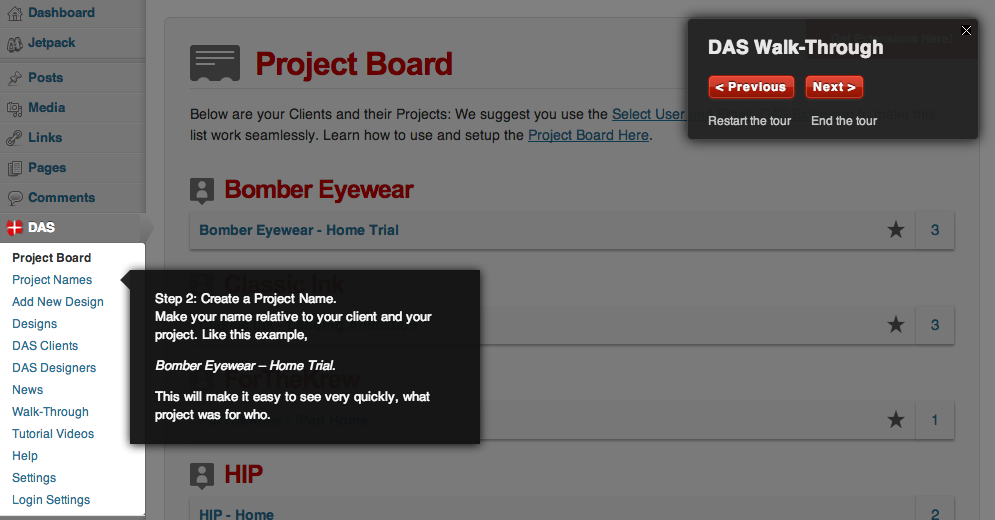 Dashboard
Jetpack
Posts
Media
Links
Pages
Comments
DAS
Project Board
Project Names
Add New Design
Designs
DAS Clients
DAS Designers
News
Walk-Through
Tutorial Videos
Help
Settings
Login Settings
Project Board
Below are your Clients and their Projects: We suggest you use the Select User
list work seamlessly. Learn how to use and setup the Project Board Here.
Bomber Eyewear
Bomber Eyewear - Home Trial
3
Classic Ink
3
ForTheKrew
1
HIP
HIP - Home
2
Step 2: Create a Project Name.
Make your name relative to your client and your
project. Like this example,
Bomber Eyewear – Home Trial.
This will make it easy to see very quickly, what
project was for who.
DAS Walk-Through
< Previous
Next >
Restart the tour
End the tour